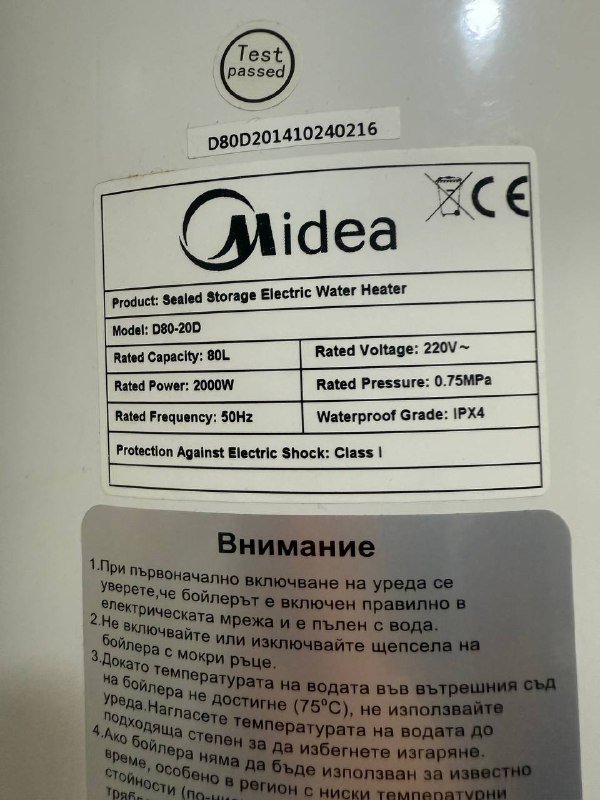 Test
passed
D80D201410240216
Midea
CE
Product: Sealed Storage Electric Water Heater
Model: D80-20D
Rated Capacity: 80L
Rated Voltage: 220V~
Rated Power: 2000W
Rated Pressure: 0.75MPa
Rated Frequency: 50Hz
Waterproof Grade: IPX4
Protection Against Electric Shock: Class I
Внимание
1.При първоначално включване на уреда се
уверете,че бойлерът е включен правилно в
електрическата мрежа и е пълен с вода.
2.Не включвайте или изключвайте щепсела на
бойлера с мокри ръце.
3.Докато температурата на водата във вътрешния съд
на бойлера не достигне (75°C), не използвайте
уреда.Нагласете температурата на водата до
подходяща степен за да избегнете изгаряне.
4.Ако бойлера няма да бъде използван за известно
време, особено в регион с ниски температурни
стойности